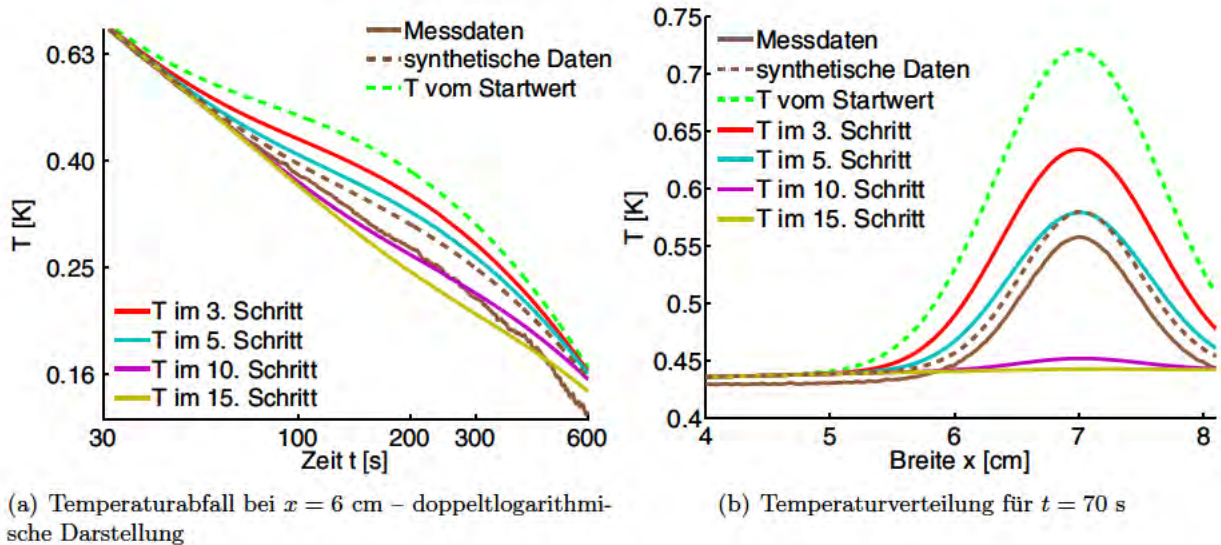 0.63
0.40
0.25
0.16
T [K]
30
100
200
300
600
Zeit t [s]
Messdaten
synthetische Daten
T vom Startwert
T im 3. Schritt
T im 5. Schritt
T im 10. Schritt
T im 15. Schritt
(a) Temperaturabfall bei x = 6 cm – doppeltlogarithmi-
sche Darstellung
0.75
0.7
0.65
0.6
0.55
0.5
0.45
0.4
T [K]
4
5
6
7
8
Breite x [cm]
Messdaten
synthetische Daten
T vom Startwert
T im 3. Schritt
T im 5. Schritt
T im 10. Schritt
T im 15. Schritt
(b) Temperaturverteilung für t = 70 s